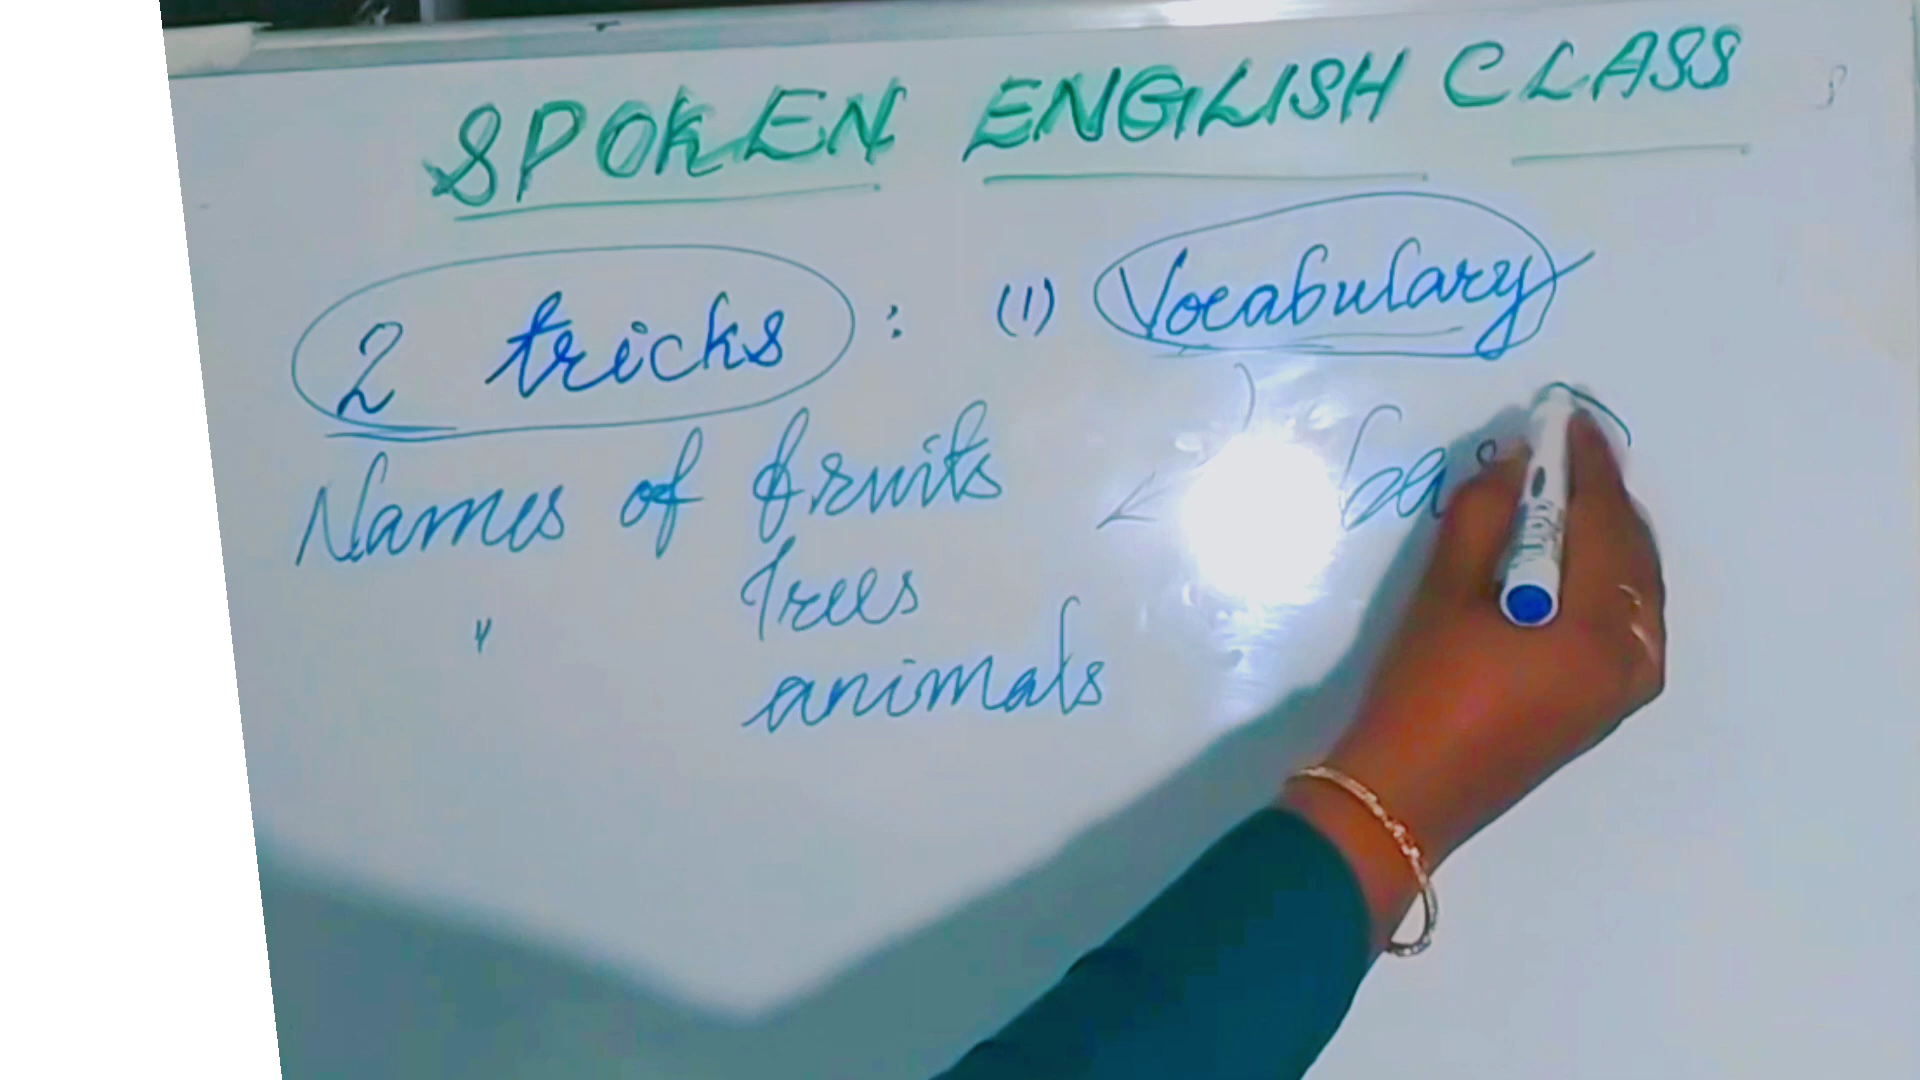 SPOKEN ENGLISH CLASS
2 tricks : (1) Vocabulary
Names of fruits
" Trees
animals